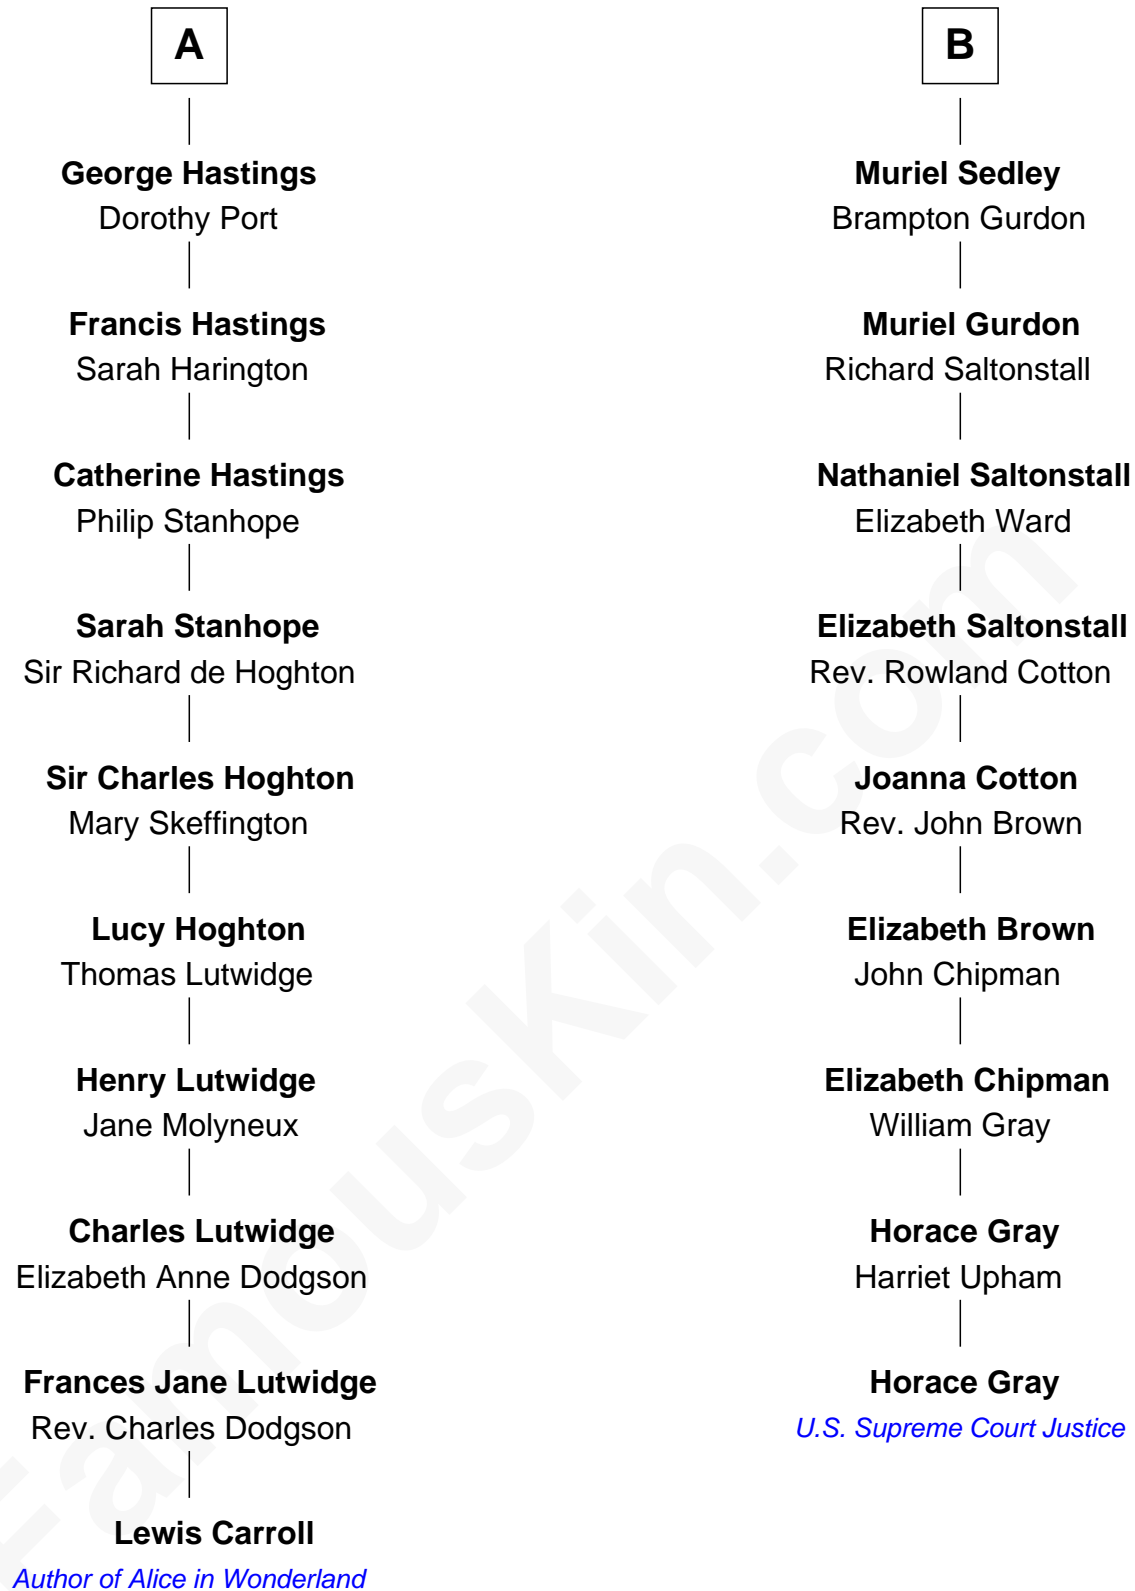 A
George Hastings
Dorothy Port
Francis Hastings
Sarah Harington
Catherine Hastings
Philip Stanhope
Sarah Stanhope
Sir Richard de Hoghton
Sir Charles Hoghton
Mary Skeffington
Lucy Hoghton
Thomas Lutwidge
Henry Lutwidge
Jane Molyneux
Charles Lutwidge
Elizabeth Anne Dodgson
Frances Jane Lutwidge
Rev. Charles Dodgson
Lewis Carroll
Author of Alice in Wonderland
B
Muriel Sedley
Brampton Gurdon
Muriel Gurdon
Richard Saltonstall
Nathaniel Saltonstall
Elizabeth Ward
Elizabeth Saltonstall
Rev. Rowland Cotton
Joanna Cotton
Rev. John Brown
Elizabeth Brown
John Chipman
Elizabeth Chipman
William Gray
Horace Gray
Harriet Upham
Horace Gray
U.S. Supreme Court Justice
FamousKin.com